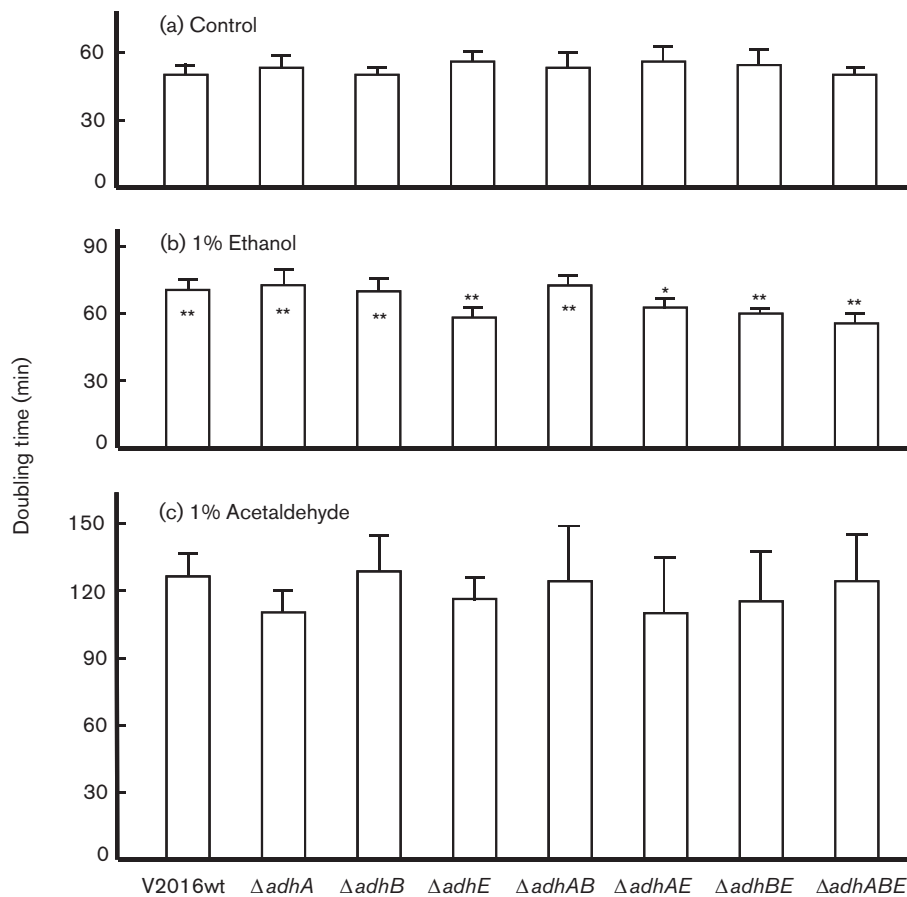 (a) Control
60
30
0
(b) 1% Ethanol
90
60
30
0
** ** ** ** ** * ** **
Doubling time (min)
(c) 1% Acetaldehyde
150
120
90
60
30
0
V2016wt ΔadhA ΔadhB ΔadhE ΔadhAB ΔadhAE ΔadhBE ΔadhABE